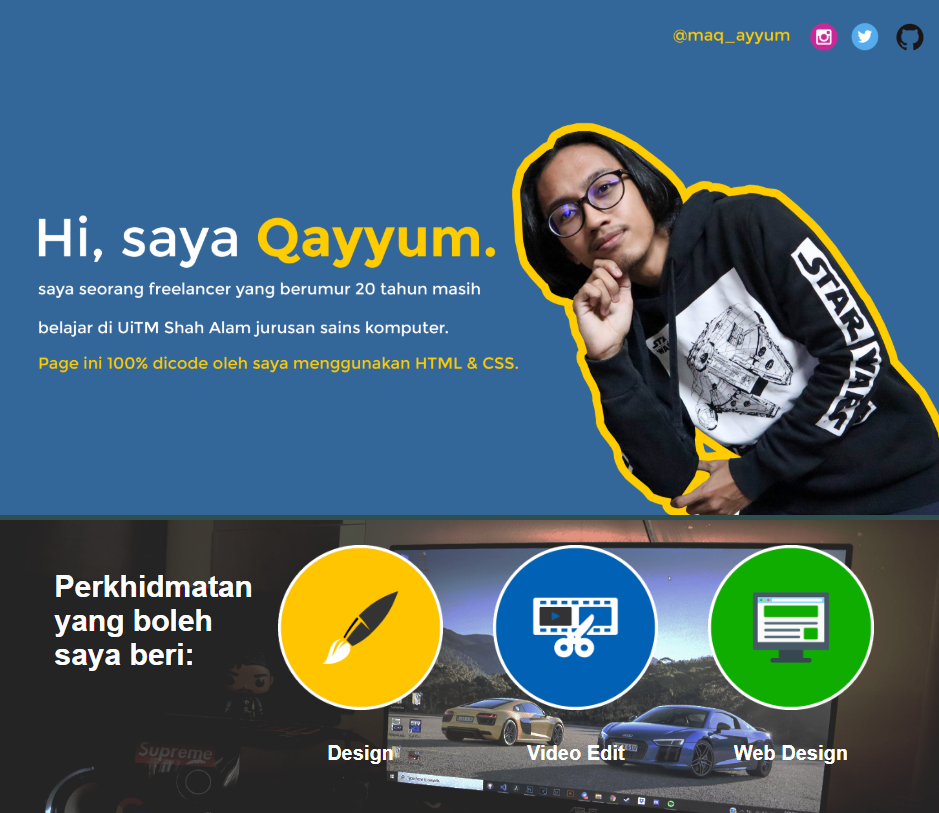 @maq_ayyum
Hi, saya Qayyum.
saya seorang freelancer yang berumur 20 tahun masih
belajar di UiTM Shah Alam jurusan sains komputer.
Page ini 100% dicode oleh saya menggunakan HTML & CSS.
STAR WARS
Perkhidmatan
yang boleh
saya beri:
Supreme
Design
Video Edit
Web Design